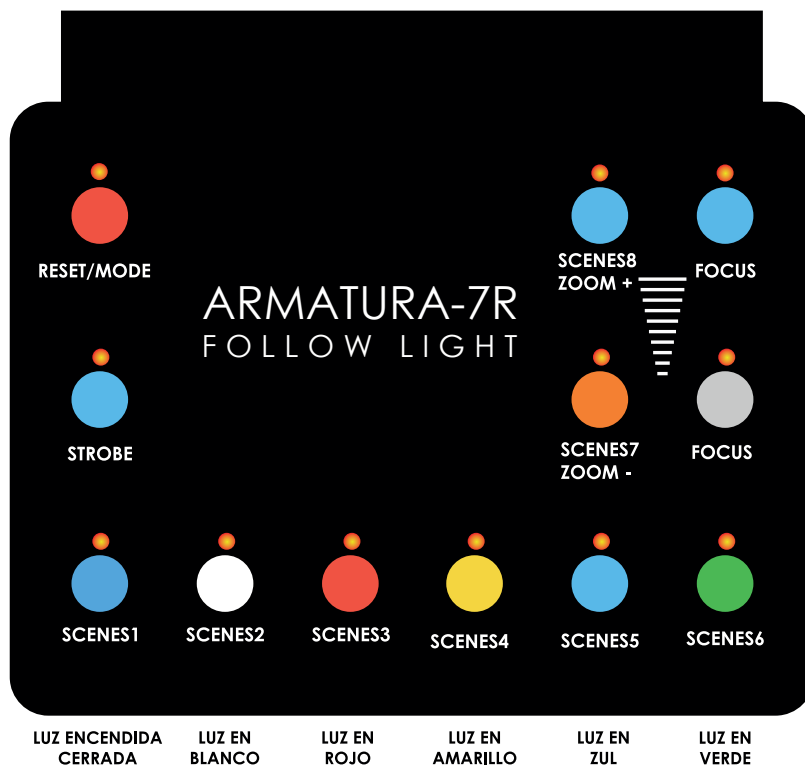 RESET/MODE
SCENES8
ZOOM +
FOCUS
ARMATURA-7R
FOLLOW LIGHT
STROBE
SCENES7
ZOOM -
FOCUS
SCENES1
SCENES2
SCENES3
SCENES4
SCENES5
SCENES6
LUZ ENCENDIDA
CERRADA
LUZ EN
BLANCO
LUZ EN
ROJO
LUZ EN
AMARILLO
LUZ EN
ZUL
LUZ EN
VERDE